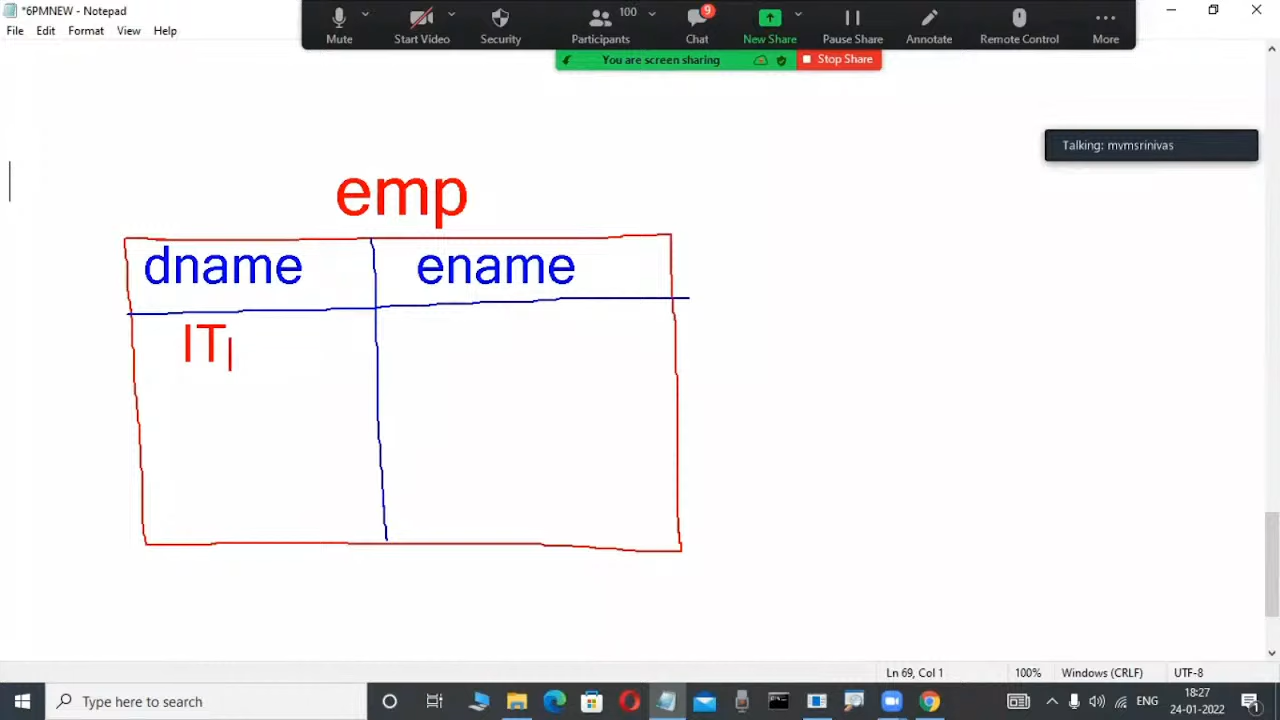 *6PMNEW - Notepad
File Edit Format View Help
Mute Start Video Security Participants 100 Chat 9 New Share Pause Share Annotate Remote Control More
You are screen sharing Stop Share
Talking: mvmsrinivas
emp
dname ename
IT
Ln 69, Col 1 100% Windows (CRLF) UTF-8
Type here to search
ENG
18:27
24-01-2022
1